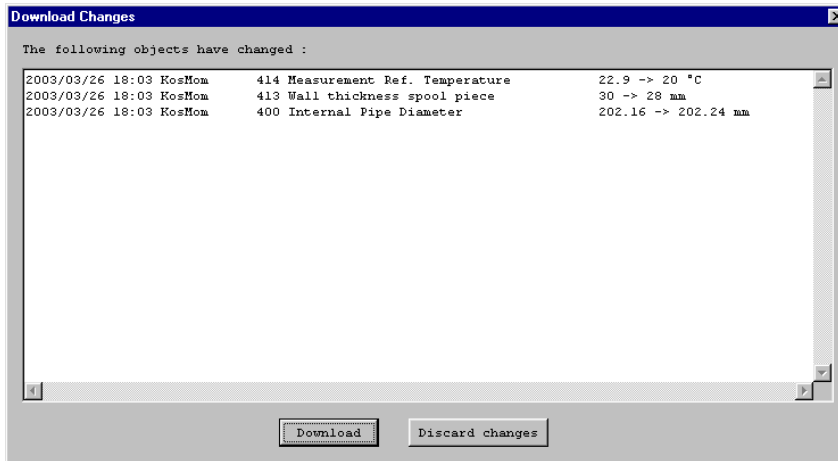 Download Changes
The following objects have changed :
2003/03/26 18:03 KosMom 414 Measurement Ref. Temperature 22.9 -> 20 °C
2003/03/26 18:03 KosMom 413 Wall thickness spool piece 30 -> 28 mm
2003/03/26 18:03 KosMom 400 Internal Pipe Diameter 202.16 -> 202.24 mm
Download Discard changes